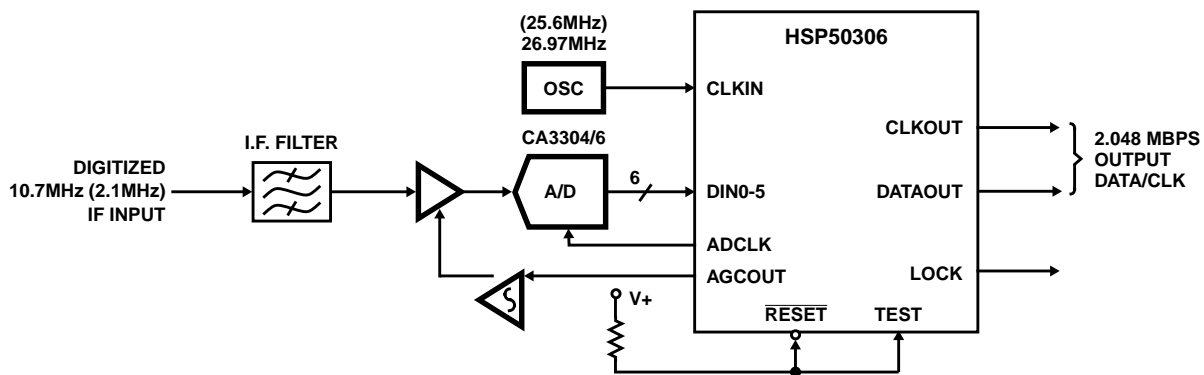 (25.6MHz)
26.97MHz
HSP50306
OSC
CLKIN
CLKOUT
2.048 MBPS
OUTPUT
DATA/CLK
I.F. FILTER
CA3304/6
DIGITIZED
10.7MHz (2.1MHz)
IF INPUT
A/D
6
DIN0-5
DATAOUT
ADCLK
AGCOUT
LOCK
V+
RESET
TEST